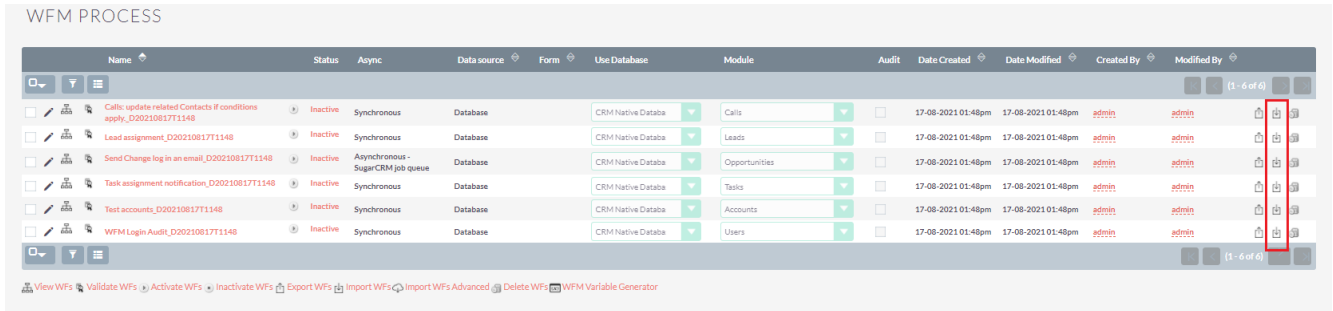 WFM PROCESS
Name Status Async Data source Form Use Database Module Audit Date Created Date Modified Created By Modified By
(1 - 6 of 6)
Calls: update related Contacts if conditions
apply._D20210817T1148 Inactive Synchronous Database CRM Native Databa Calls 17-08-2021 01:48pm 17-08-2021 01:48pm admin admin
Lead assignment_D20210817T1148 Inactive Synchronous Database CRM Native Databa Leads 17-08-2021 01:48pm 17-08-2021 01:48pm admin admin
Send Change log in an email_D20210817T1148 Inactive Asynchronous - Database CRM Native Databa Opportunities 17-08-2021 01:48pm 17-08-2021 01:48pm admin admin
SugarCRM job queue
Task assignment notification_D20210817T1148 Inactive Synchronous Database CRM Native Databa Tasks 17-08-2021 01:48pm 17-08-2021 01:48pm admin admin
Test accounts_D20210817T1148 Inactive Synchronous Database CRM Native Databa Accounts 17-08-2021 01:48pm 17-08-2021 01:48pm admin admin
WFM Login Audit_D20210817T1148 Inactive Synchronous Database CRM Native Databa Users 17-08-2021 01:48pm 17-08-2021 01:48pm admin admin
(1 - 6 of 6)
View WFs Validate WFs Activate WFs Inactivate WFs Export WFs Import WFs Import WFs Advanced Delete WFs WFM Variable Generator